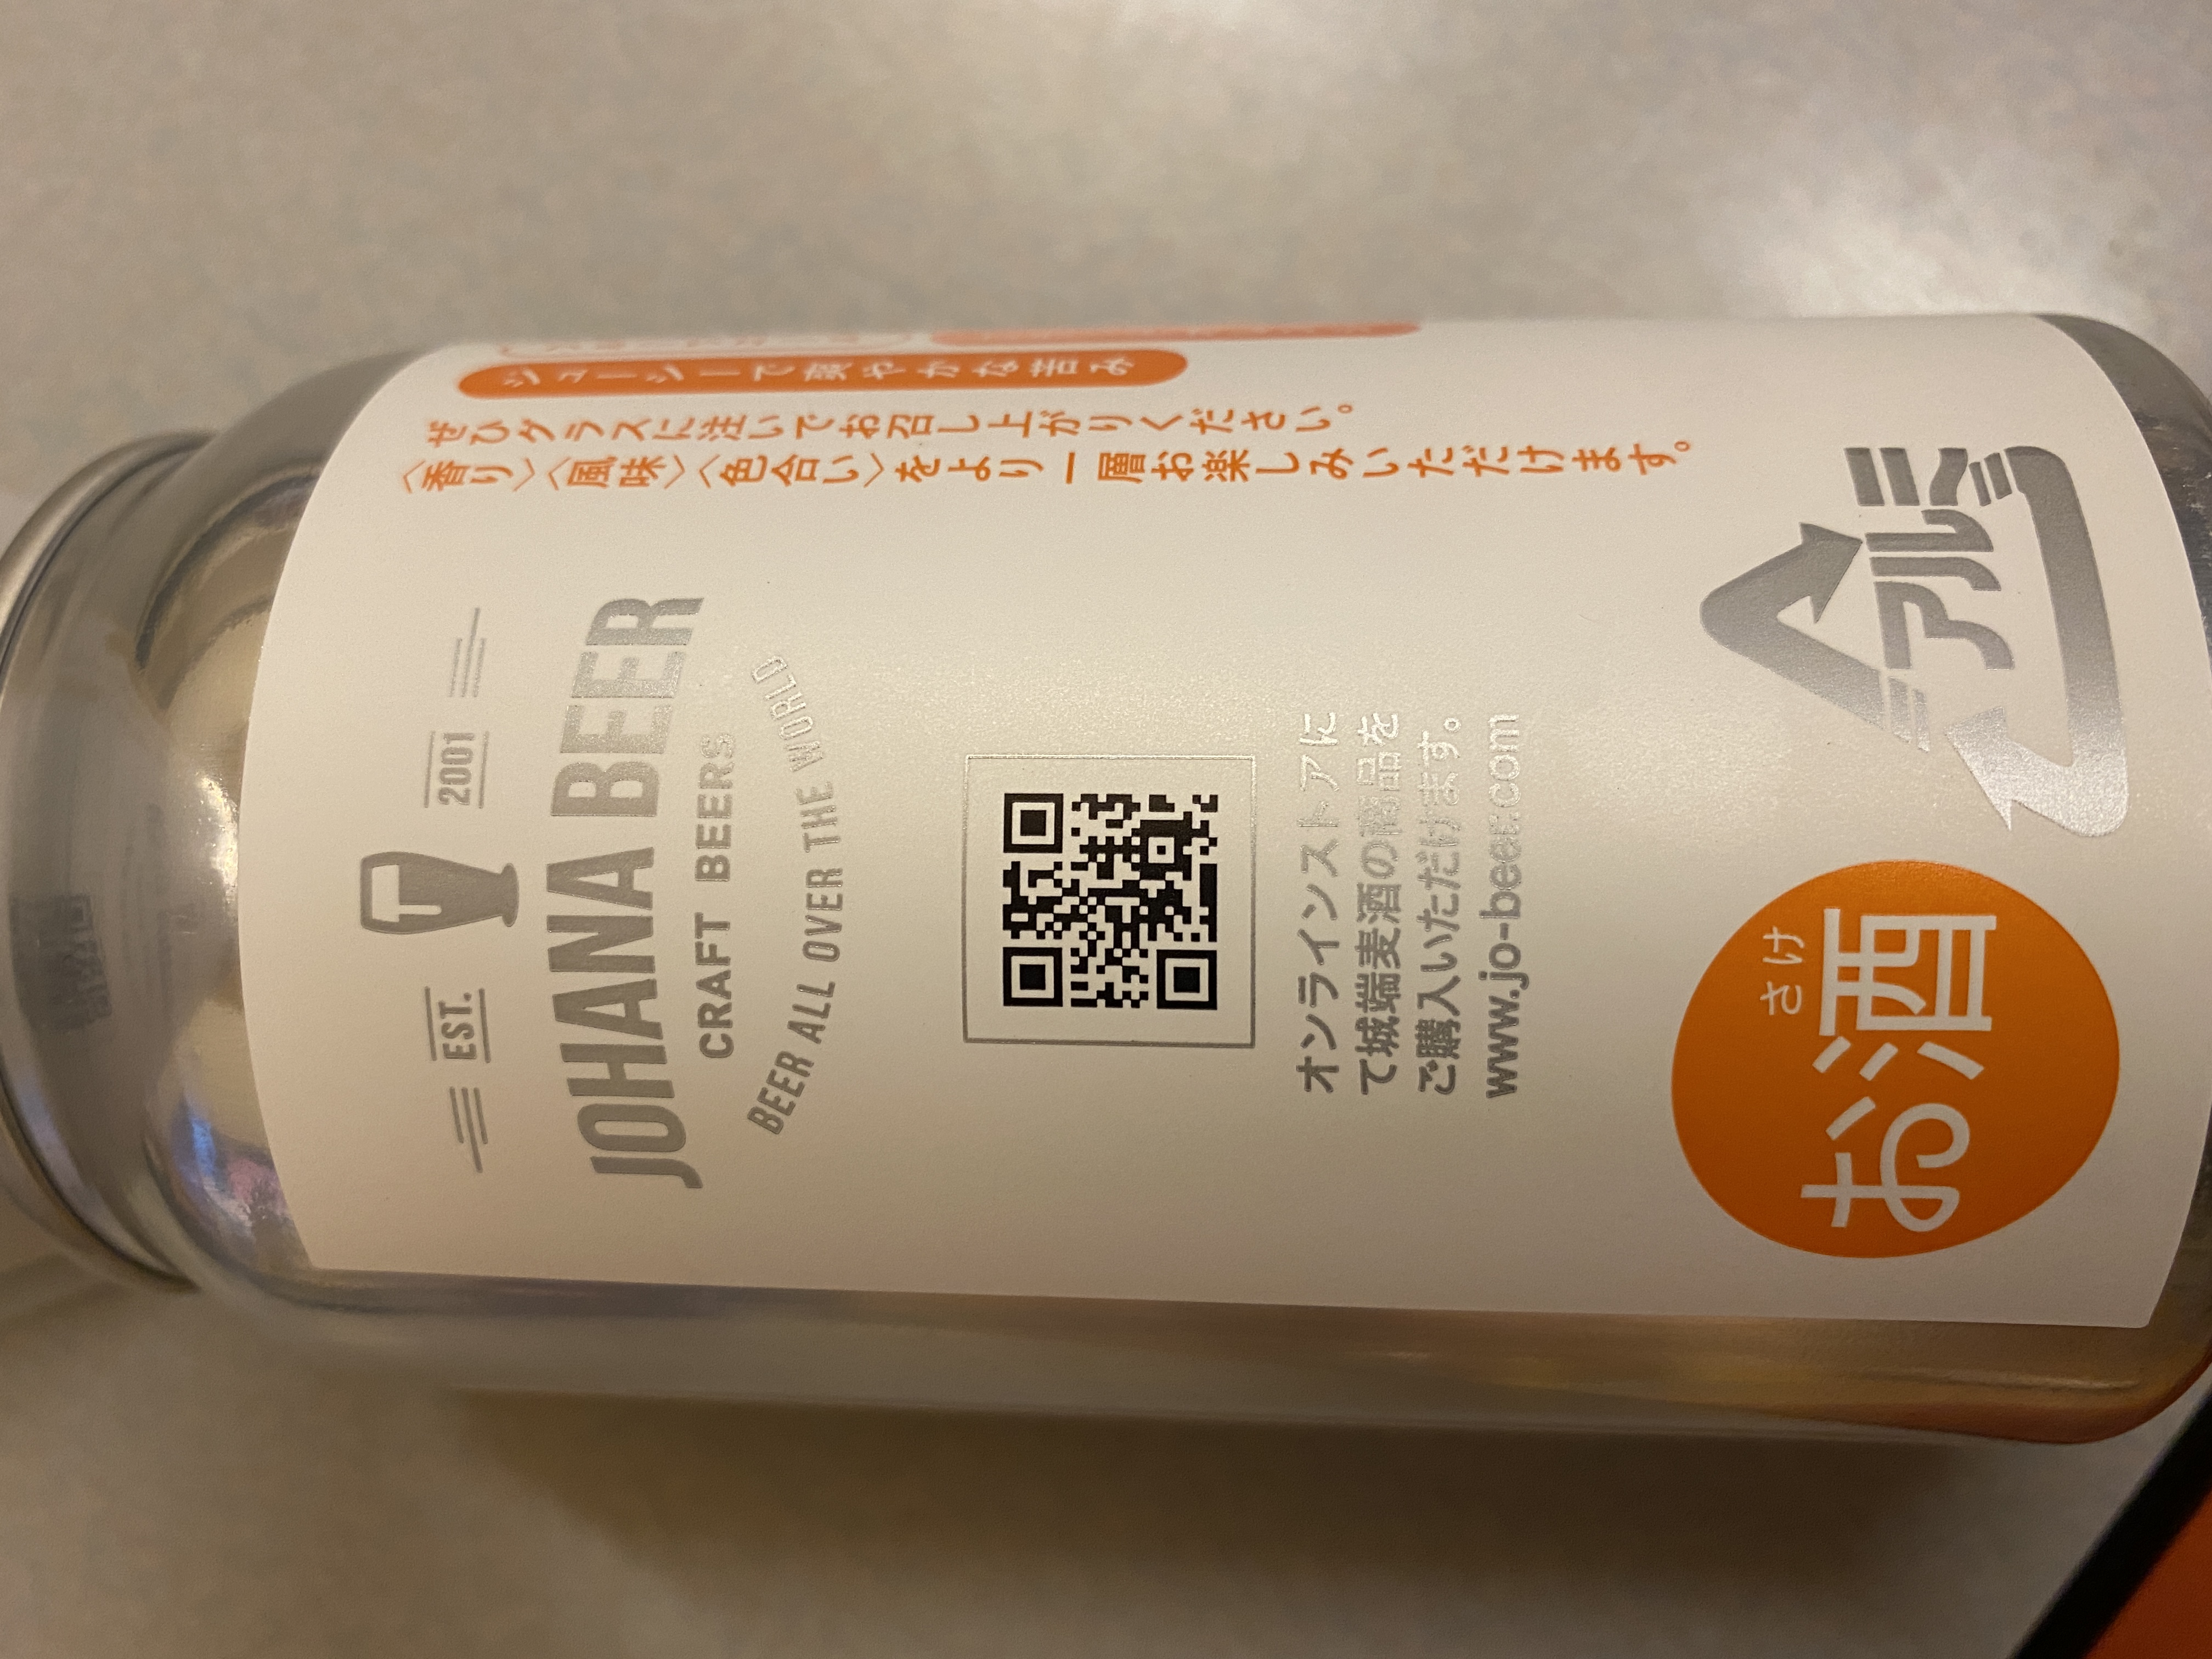 ジューシーで爽やかな苦み
ぜひグラスに注いでお召し上がりください。
〈香り〉〈風味〉〈色合い〉をより一層お楽しみいただけます。
EST. 2001
JOHANA BEER
CRAFT BEERS
BEER ALL OVER THE WORLD
オンラインストアに
て城端麦酒の商品を
ご購入いただけます。
www.jo-beer.com
さけ
お酒
アルミ